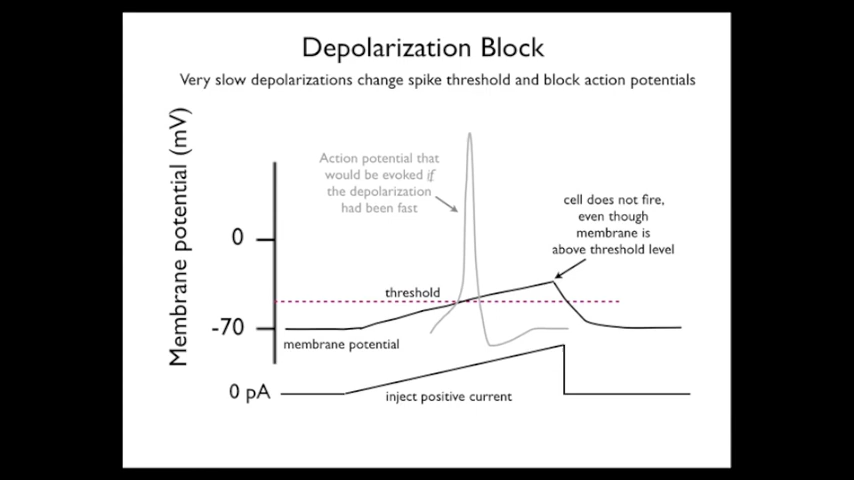 Depolarization Block
Very slow depolarizations change spike threshold and block action potentials
Membrane potential (mV)
Action potential that
would be evoked if
the depolarization
had been fast
cell does not fire,
even though
membrane is
above threshold level
0
threshold
-70
membrane potential
0 pA
inject positive current